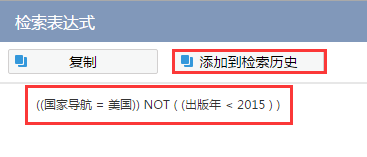 检索表达式
复制 添加到检索历史
((国家导航 = 美国)) NOT ( (出版年 < 2015 ) )